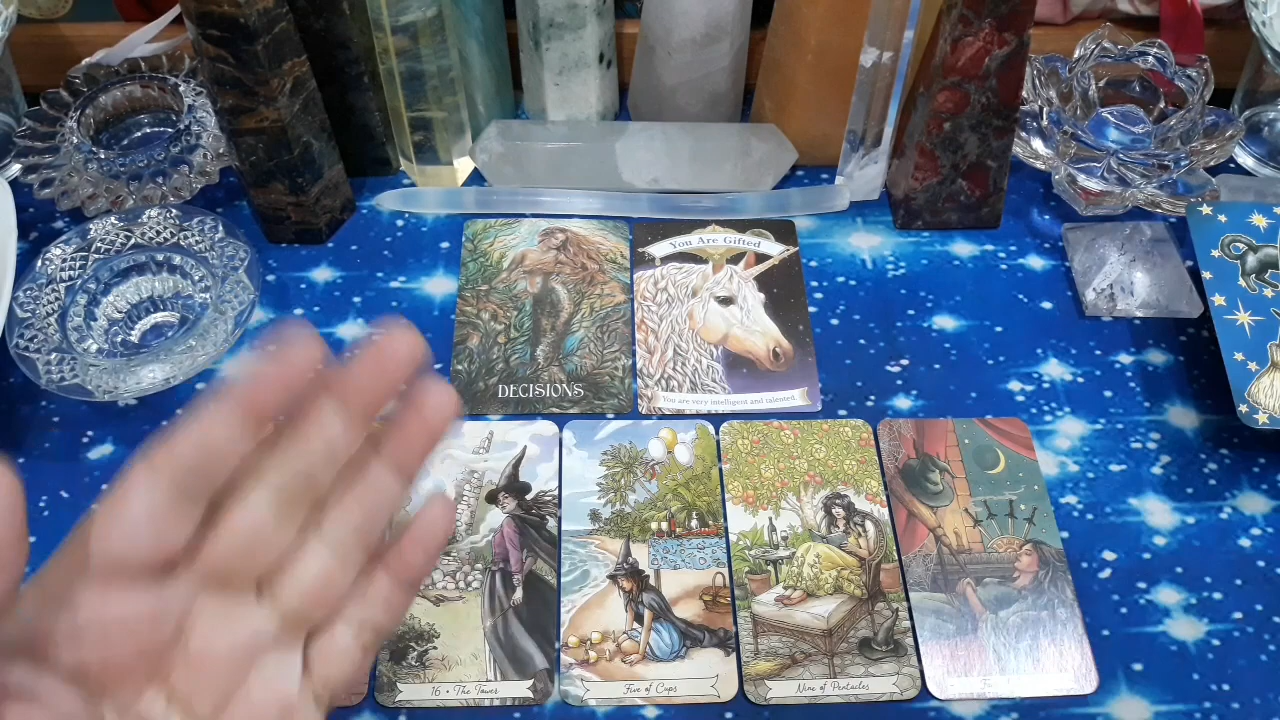 You Are Gifted
DECISIONS
You are very intelligent and talented.
16 • The Tower
Five of Cups
Nine of Pentacles